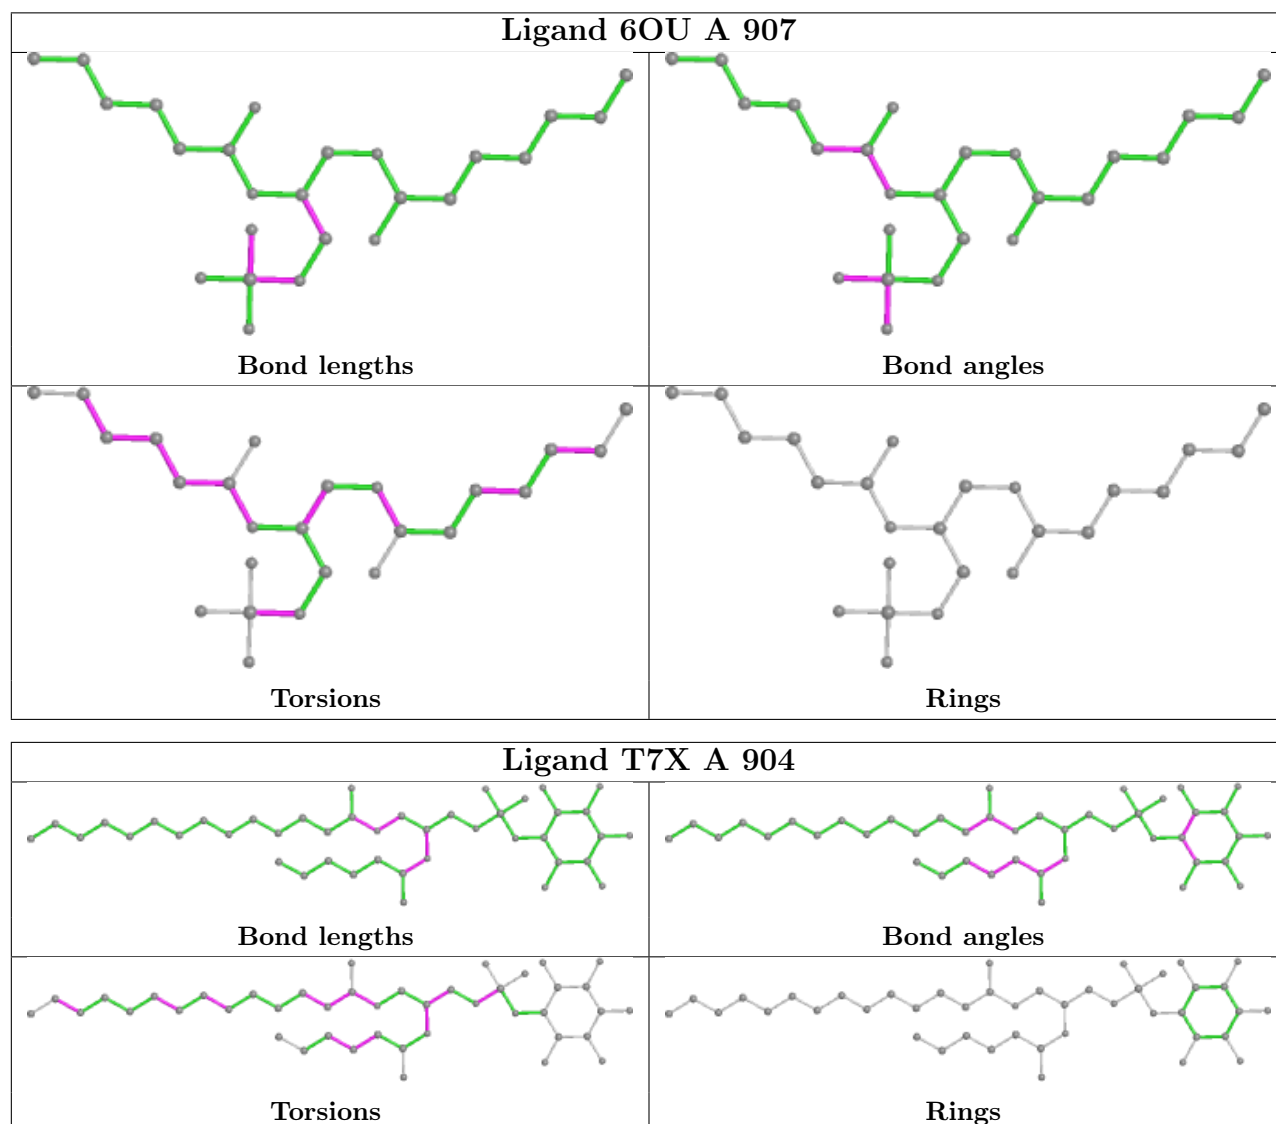 Ligand 6OU A 907
Bond lengths
Bond angles
Torsions
Rings
Ligand T7X A 904
Bond lengths
Bond angles
Torsions
Rings